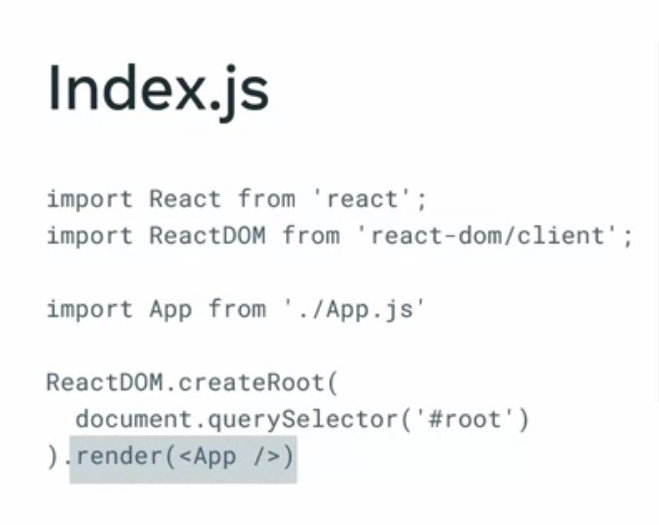 Index.js
import React from 'react';
import ReactDOM from 'react-dom/client';
import App from './App.js'
ReactDOM.createRoot(
document.querySelector('#root')
).render(<App />)